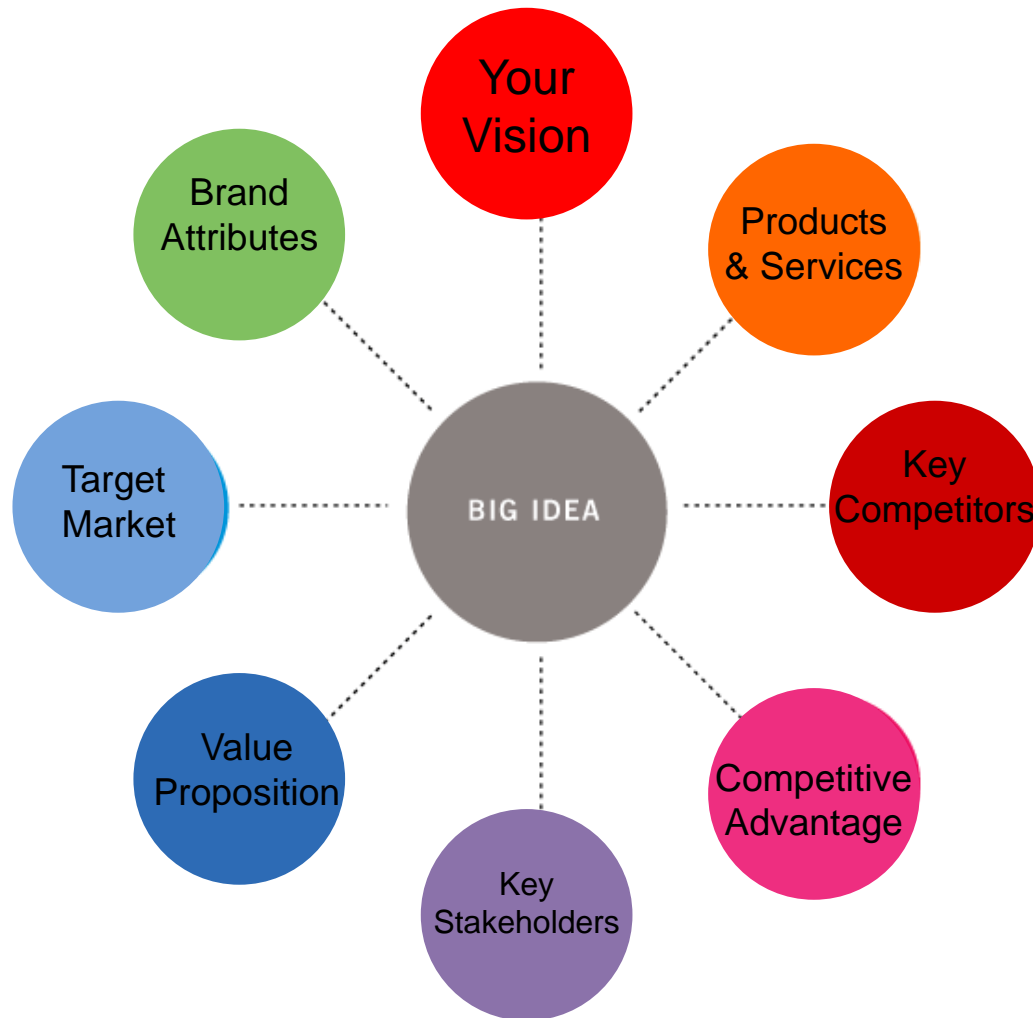 Your
Vision
Brand
Attributes
Products
& Services
Target
Market
BIG IDEA
Key
Competitors
Value
Proposition
Competitive
Advantage
Key
Stakeholders